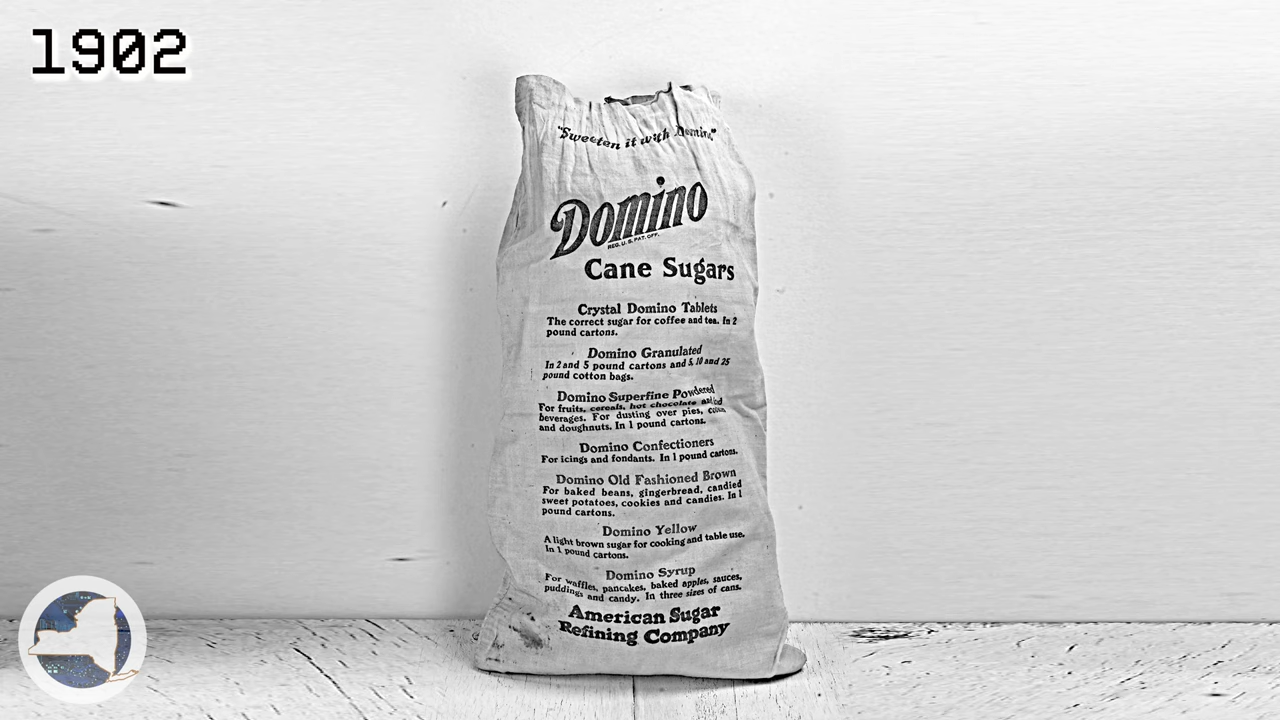 1902
"Sweeten it with Domino"
Domino
REG. U. S. PAT. OFF.
Cane Sugars
Crystal Domino Tablets
The correct sugar for coffee and tea. In 2
pound cartons.
Domino Granulated
In 2 and 5 pound cartons and 5, 10 and 25
pound cotton bags.
Domino Superfine Powdered
For fruits, cereals, hot chocolate and
beverages. For dusting over pies,
and doughnuts. In 1 pound cartons.
Domino Confectioners
For icings and fondants. In 1 pound cartons.
Domino Old Fashioned Brown
For baked beans, gingerbread, candied
sweet potatoes, cookies and candies. In 1
pound cartons.
Domino Yellow
A light brown sugar for cooking and table use.
In 1 pound cartons.
Domino Syrup
For waffles, pancakes, baked apples, sauces,
puddings and candy. In three sizes of cans.
American Sugar
Refining Company